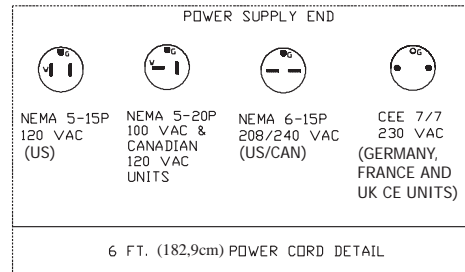 POWER SUPPLY END
G
W
G
W
G
G
NEMA 5-15P
120 VAC
(US)
NEMA 5-20P
100 VAC &
CANADIAN
120 VAC
UNITS
NEMA 6-15P
208/240 VAC
(US/CAN)
CEE 7/7
230 VAC
(GERMANY,
FRANCE AND
UK CE UNITS)
6 FT. (182,9cm) POWER CORD DETAIL